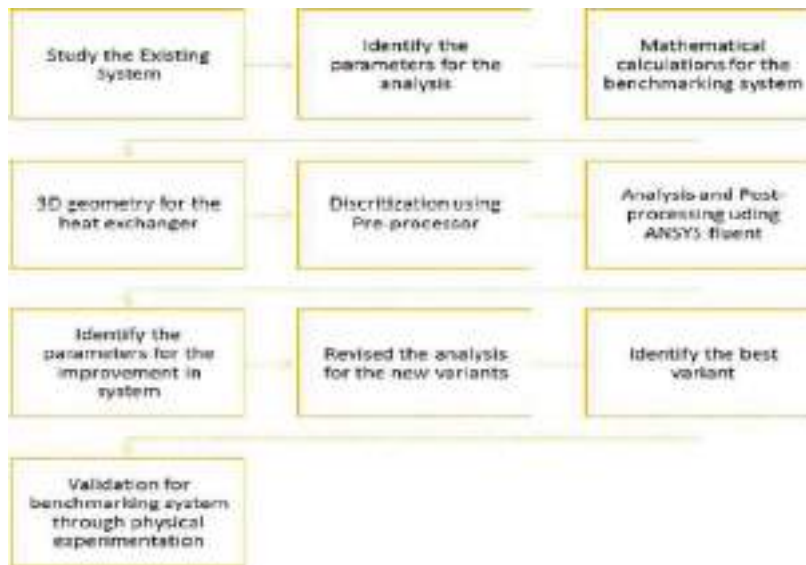 Study the Existing
System
Identify the
parameters for the
analysis
Mathematical
calculations for the
benchmarking system
3D geometry for the
heat exchanger
Discritization using
Pre-processor
Analysis and Post-
processing uding
ANSYS fluent
Identify the
parameters for the
improvement in
system
Revised the analysis
for the new variants
Identify the best
variant
Validation for
benchmarking system
through physical
experimentation